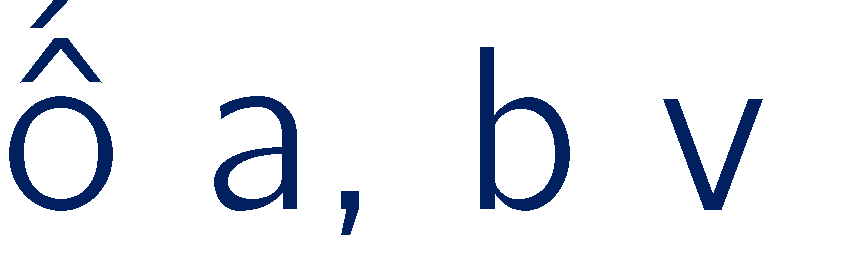 ố a, b v